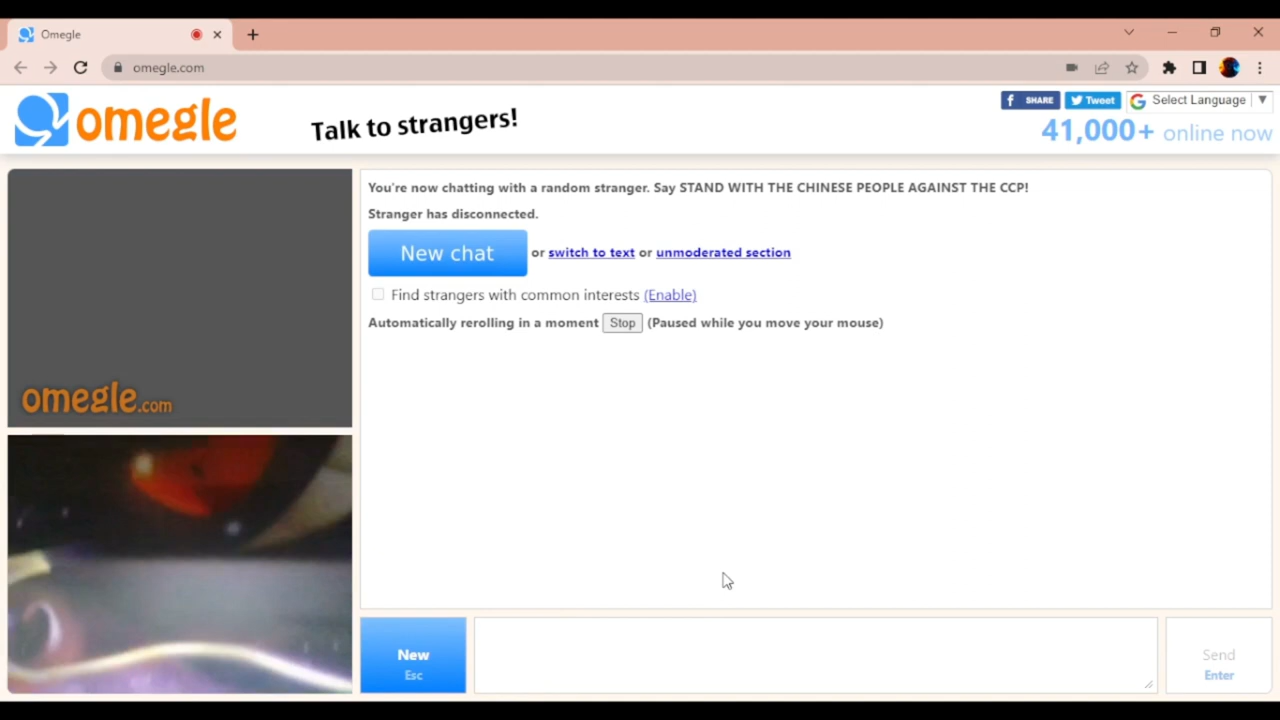 Omegle
omegle.com
omegle
Talk to strangers!
f SHARE
Tweet
G Select Language ▼
41,000+ online now
You're now chatting with a random stranger. Say STAND WITH THE CHINESE PEOPLE AGAINST THE CCP!
Stranger has disconnected.
New chat or switch to text or unmoderated section
Find strangers with common interests (Enable)
Automatically rerolling in a moment Stop (Paused while you move your mouse)
omegle.com
New
Esc
Send
Enter